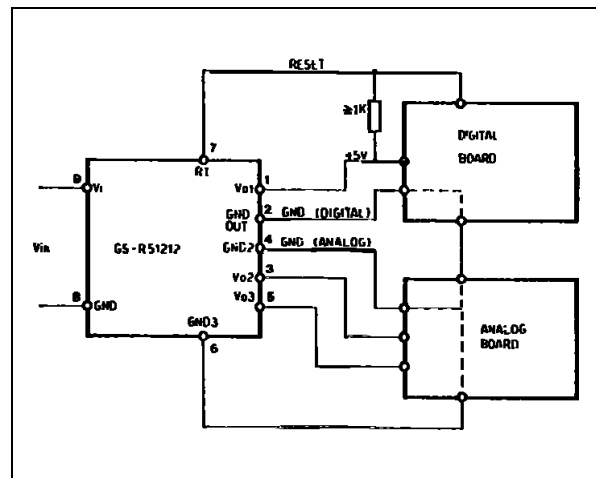 RESET
≥1K
DIGITAL
BOARD
7
RT
+5V
9
Vi
Vo1
1
GND
OUT
2
GND (DIGITAL)
Vin
GS-R51212
GND2
4
GND (ANALOG)
Vo2
3
8
GND
Vo3
5
GND3
6
ANALOG
BOARD